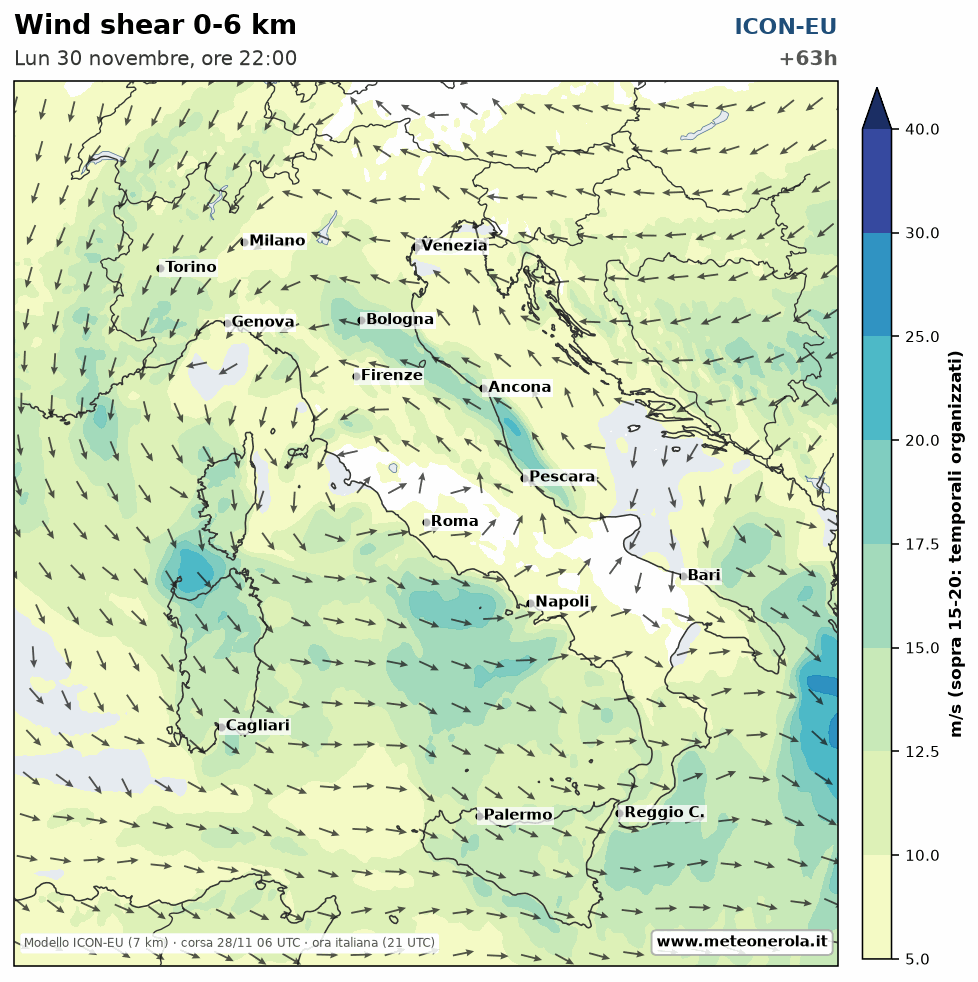 Wind shear 0-6 km
ICON-EU
Lun 30 novembre, ore 22:00
+63h
Milano
Venezia
Torino
Genova
Bologna
Firenze
Ancona
Pescara
Roma
Bari
Napoli
Cagliari
Palermo
Reggio C.
Modello ICON-EU (7 km) · corsa 28/11 06 UTC · ora italiana (21 UTC)
www.meteonerola.it
40.0
30.0
25.0
20.0
17.5
15.0
12.5
10.0
5.0
m/s (sopra 15-20: temporali organizzati)